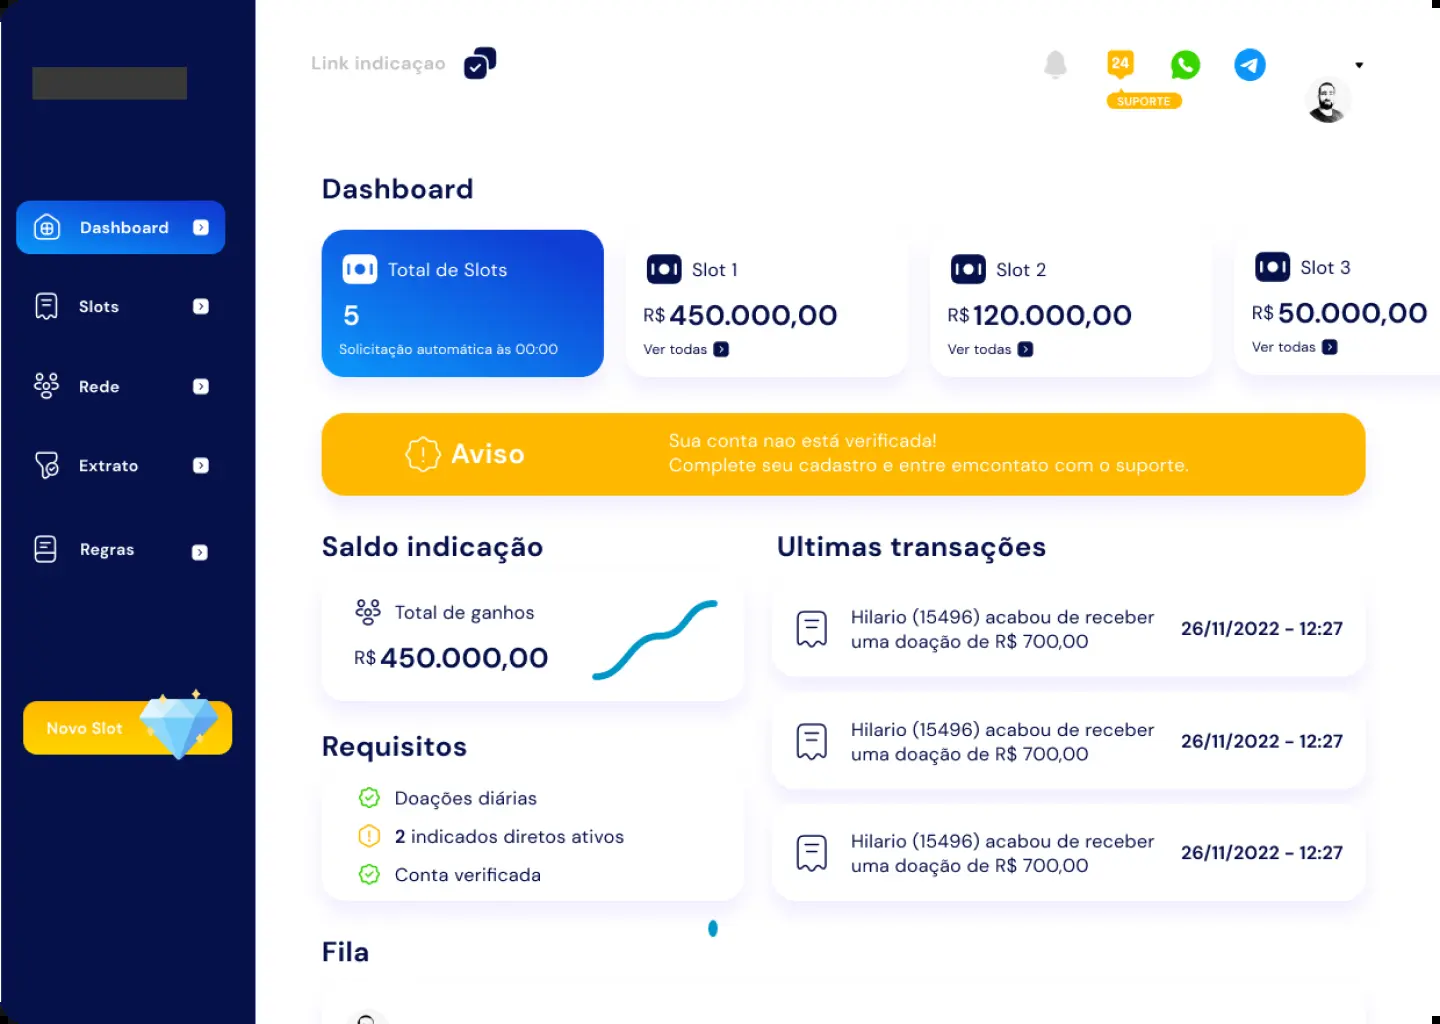 Link indicaçao
24
SUPORTE
Dashboard
Slots
Rede
Extrato
Regras
Novo Slot
Dashboard
Total de Slots
5
Solicitação automática às 00:00
Slot 1
R$ 450.000,00
Ver todas
Slot 2
R$ 120.000,00
Ver todas
Slot 3
R$ 50.000,00
Ver todas
Aviso
Sua conta nao está verificada!
Complete seu cadastro e entre emcontato com o suporte.
Saldo indicação
Total de ganhos
R$ 450.000,00
Requisitos
Doações diárias
2 indicados diretos ativos
Conta verificada
Ultimas transações
Hilario (15496) acabou de receber
uma doação de R$ 700,00
26/11/2022 - 12:27
Hilario (15496) acabou de receber
uma doação de R$ 700,00
26/11/2022 - 12:27
Hilario (15496) acabou de receber
uma doação de R$ 700,00
26/11/2022 - 12:27
Fila